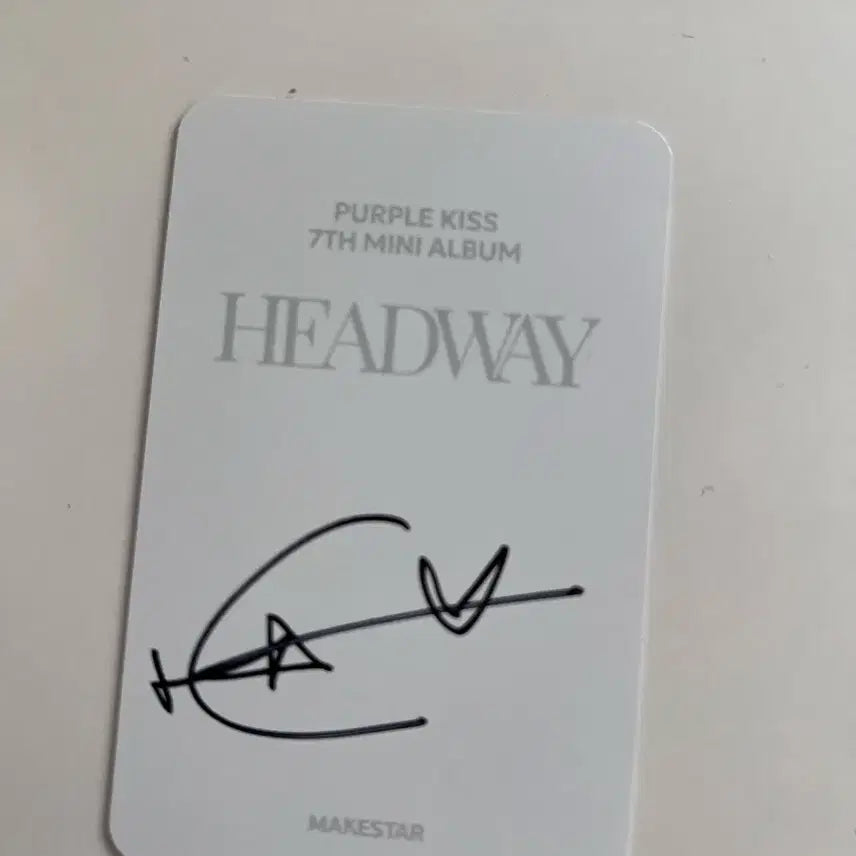 PURPLE KISS
7TH MINI ALBUM
HEADWAY
MAKESTAR